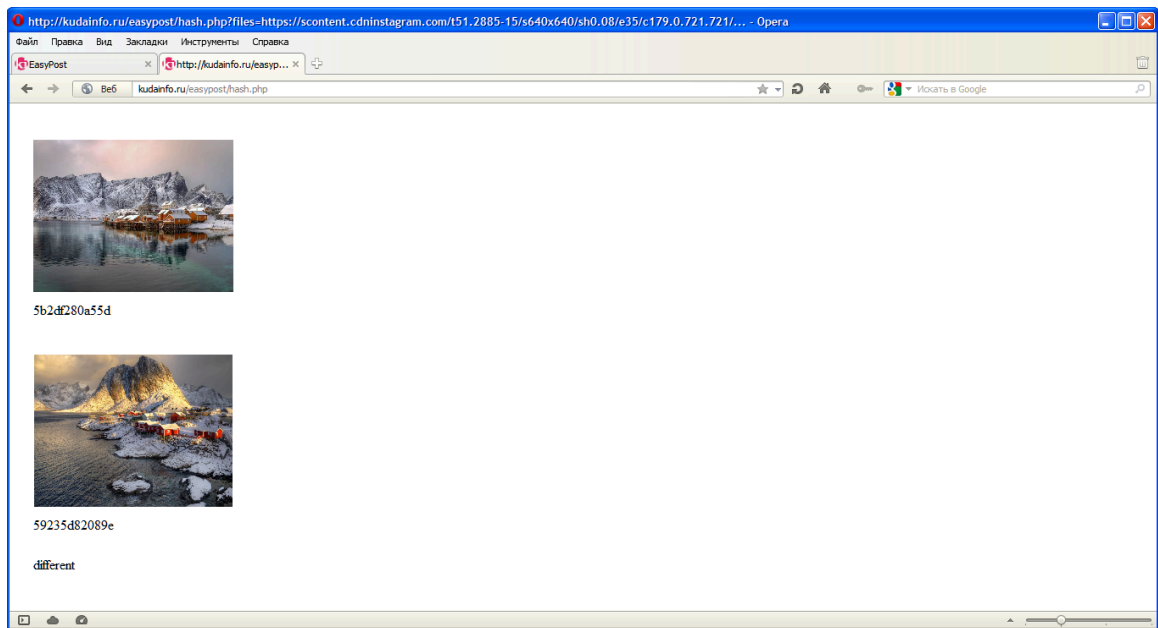 http://kudainfo.ru/easypost/hash.php?files=https://scontent.cdninstagram.com/t51.2885-15/s640x640/sh0.08/e35/c179.0.721.721/... - Opera
Файл Правка Вид Закладки Инструменты Справка
EasyPost http://kudainfo.ru/easyp...
Веб kudainfo.ru/easypost/hash.php Искать в Google
5b2df280a55d
59235d82089e
different